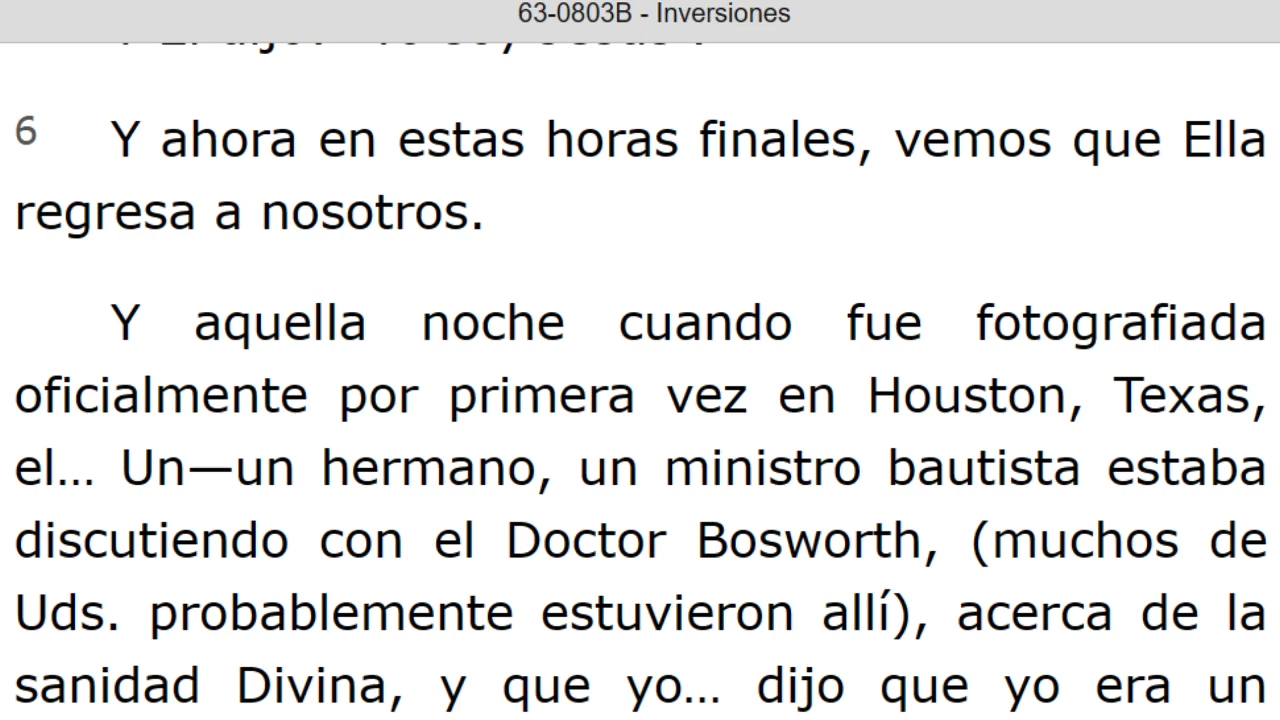 63-0803B - Inversiones
6 Y ahora en estas horas finales, vemos que Ella
regresa a nosotros.
Y aquella noche cuando fue fotografiada
oficialmente por primera vez en Houston, Texas,
el… Un—un hermano, un ministro bautista estaba
discutiendo con el Doctor Bosworth, (muchos de
Uds. probablemente estuvieron allí), acerca de la
sanidad Divina, y que yo… dijo que yo era un